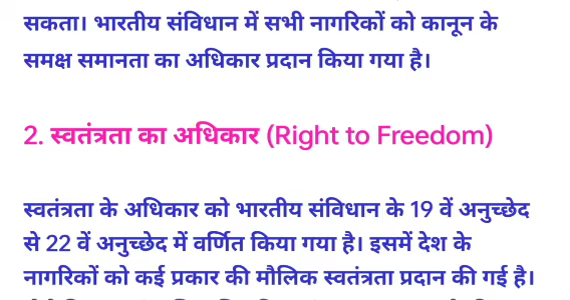 सकता। भारतीय संविधान में सभी नागरिकों को कानून के
समक्ष समानता का अधिकार प्रदान किया गया है।
2. स्वतंत्रता का अधिकार (Right to Freedom)
स्वतंत्रता के अधिकार को भारतीय संविधान के 19 वें अनुच्छेद
से 22 वें अनुच्छेद में वर्णित किया गया है। इसमें देश के
नागरिकों को कई प्रकार की मौलिक स्वतंत्रता प्रदान की गई है।